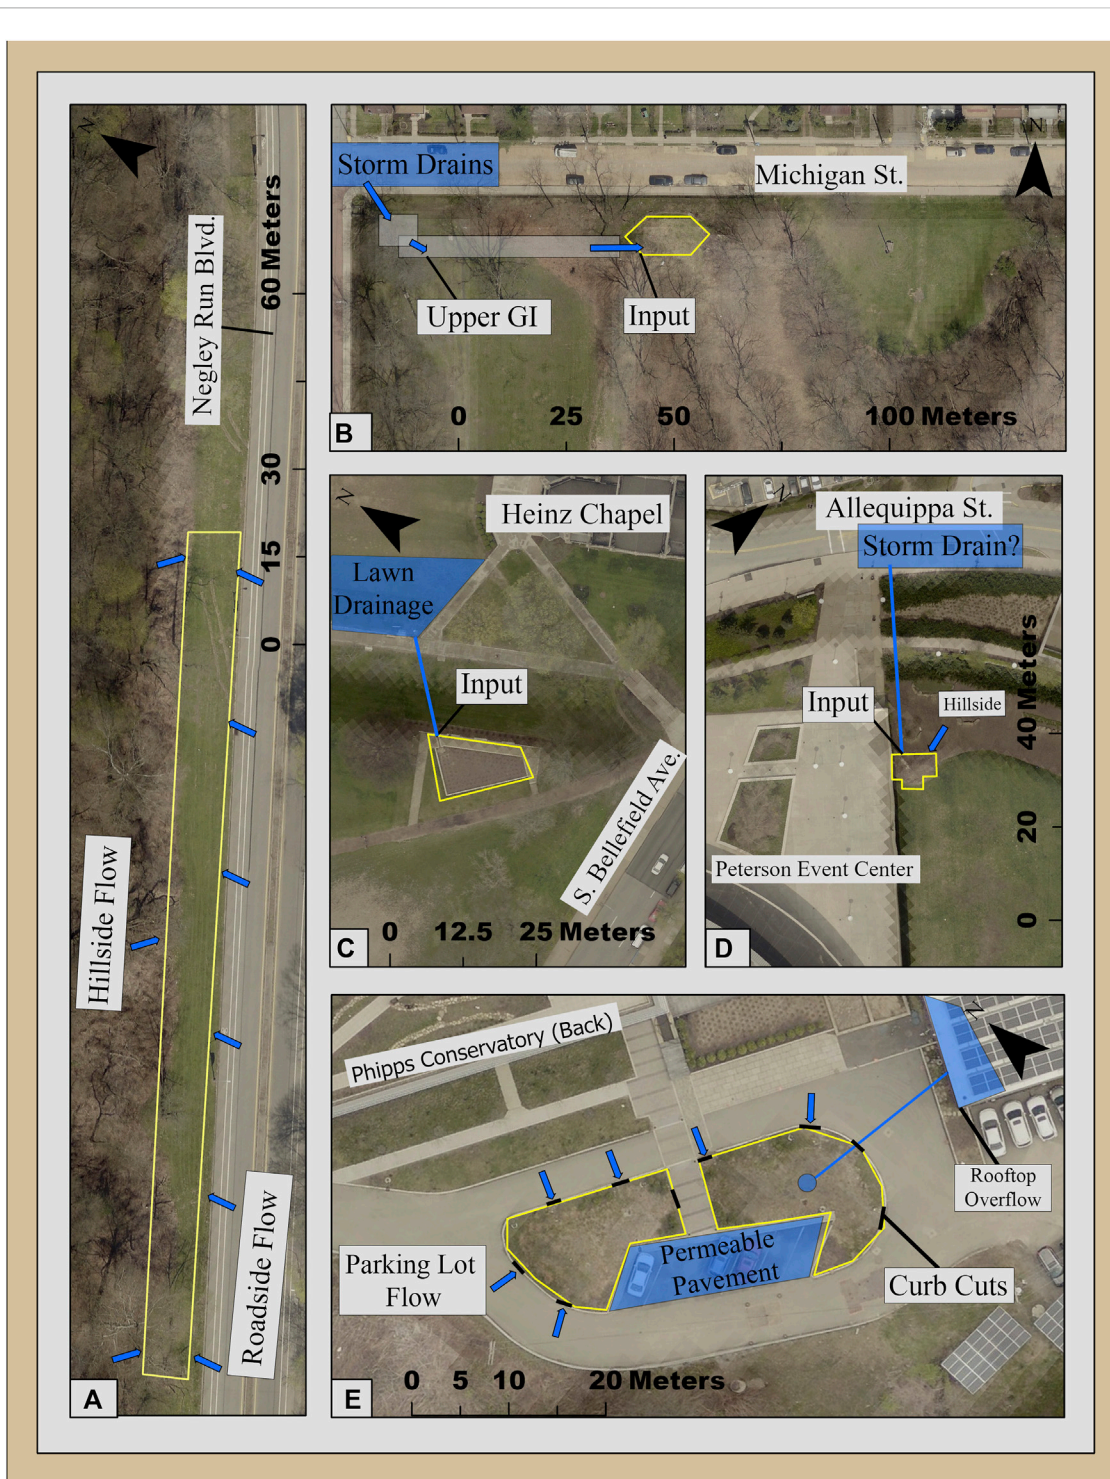 N
Negley Run Blvd.
60 Meters
30
15
0
Hillside Flow
Roadside Flow
A
Storm Drains
Michigan St.
N
Upper GI
Input
0 25 50 100 Meters
B
N
Heinz Chapel
Lawn
Drainage
Input
S. Bellefield Ave.
0 12.5 25 Meters
C
N
Allequippa St.
Storm Drain?
Input
Hillside
40 Meters
20
0
Peterson Event Center
D
Phipps Conservatory (Back)
N
Rooftop
Overflow
Permeable
Pavement
Parking Lot
Flow
Curb Cuts
0 5 10 20 Meters
E